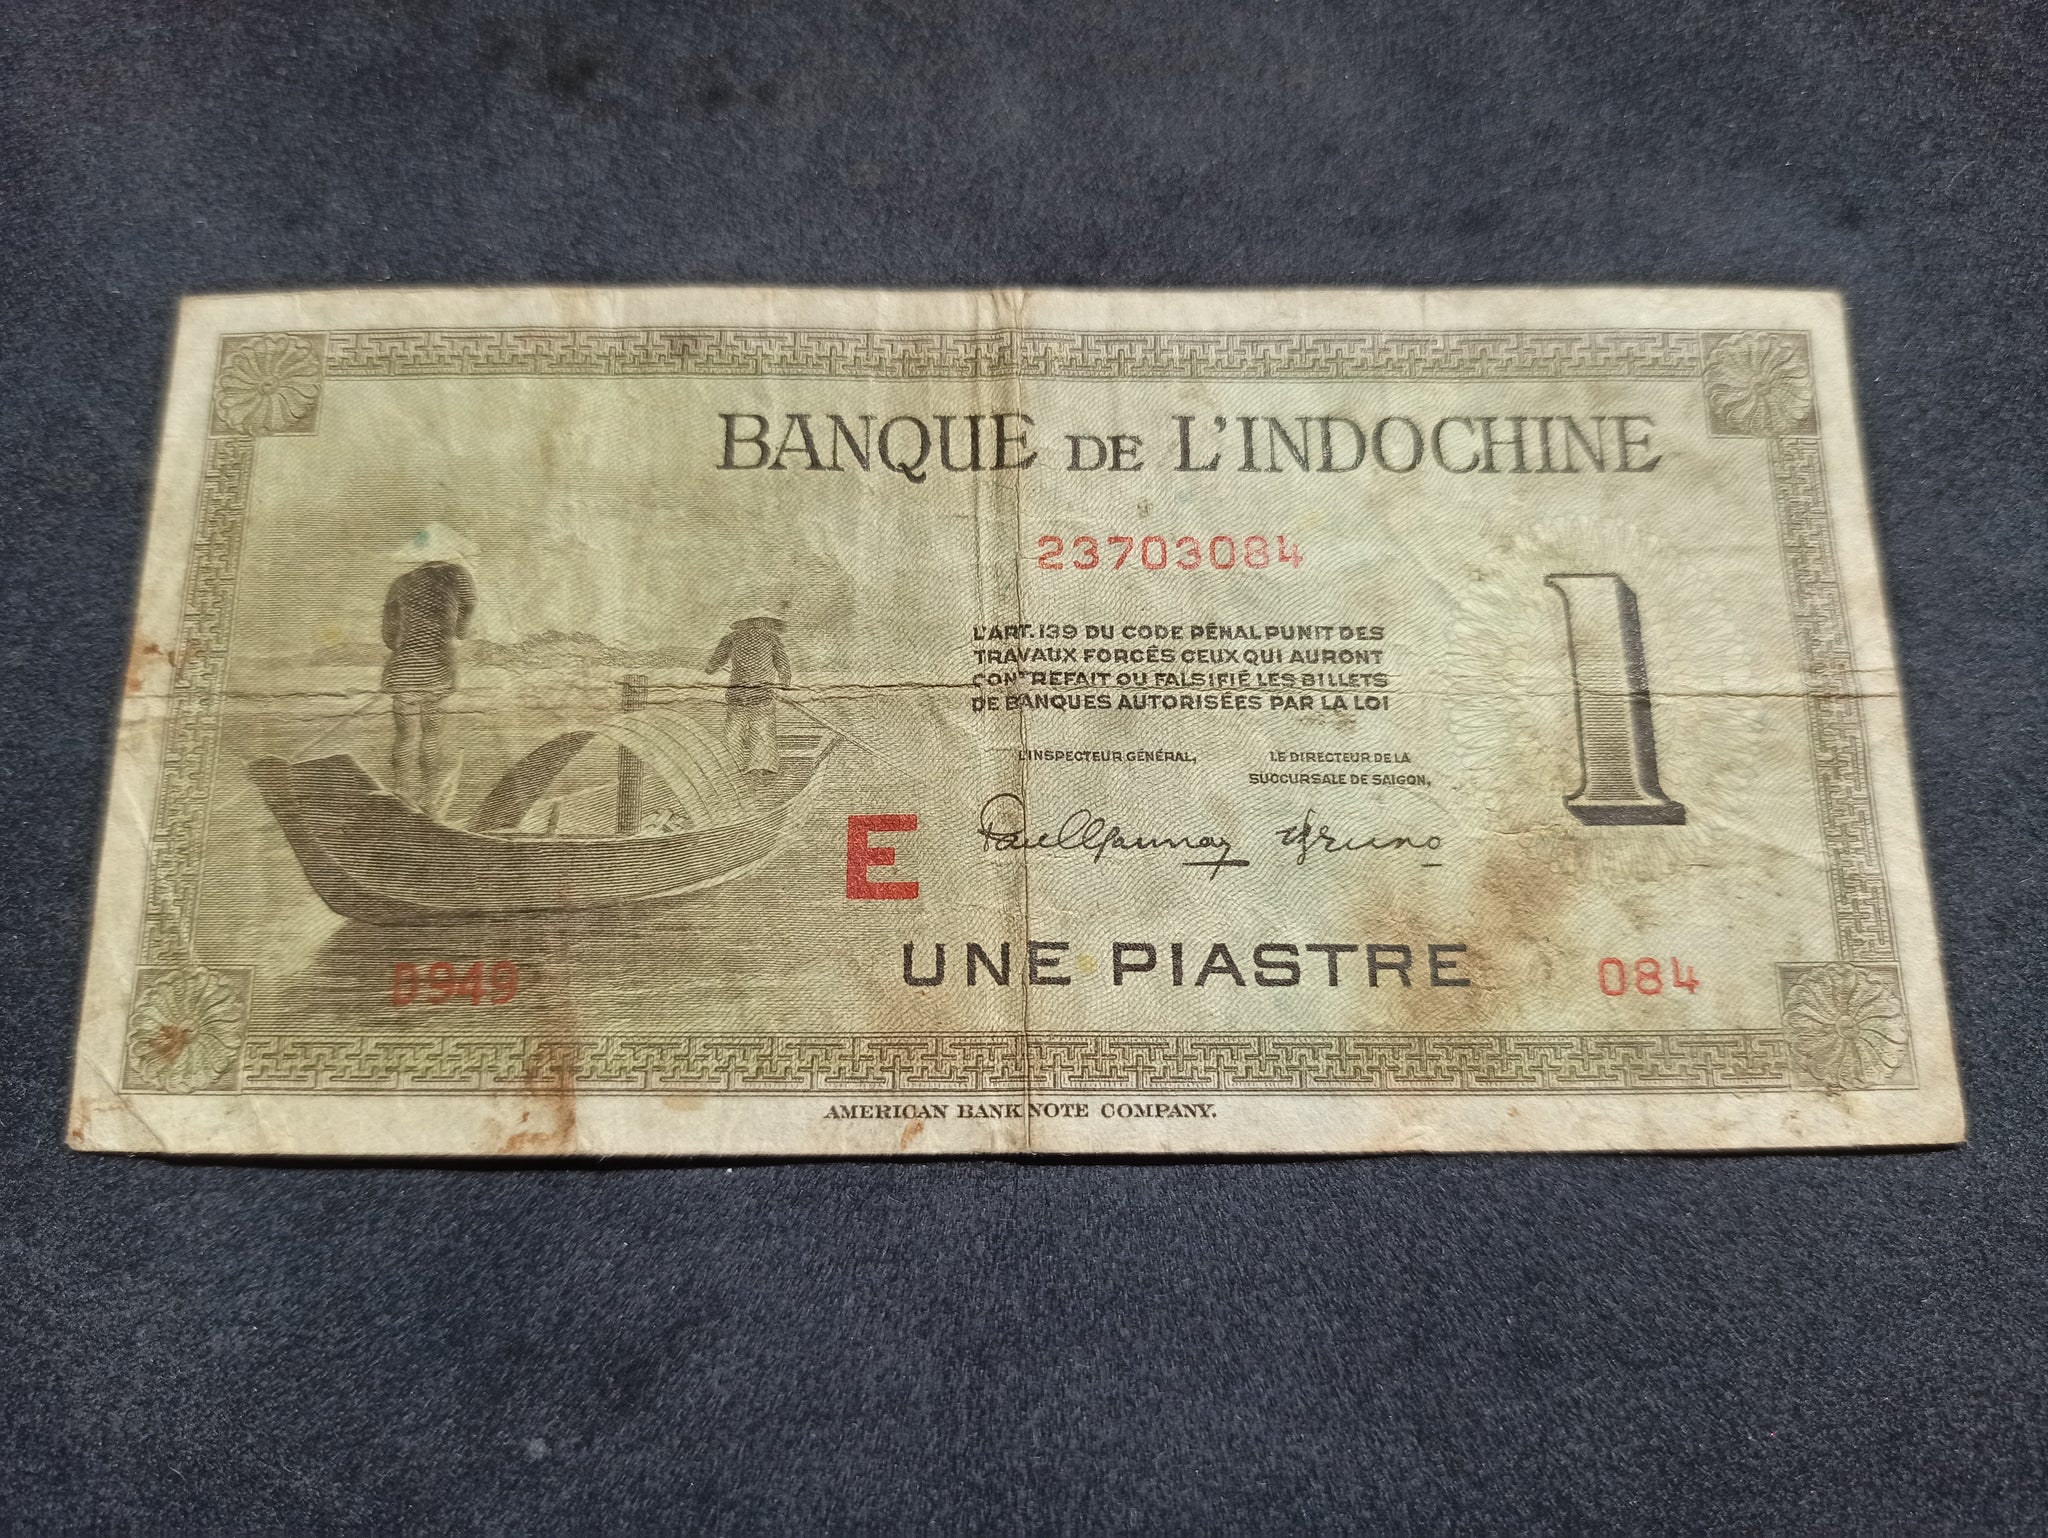 BANQUE DE L'INDOCHINE
23703084
L'ART. 139 DU CODE PÉNAL PUNIT DES
TRAVAUX FORCÉS CEUX QUI AURONT
CONTREFAIT OU FALSIFIÉ LES BILLETS
DE BANQUES AUTORISÉES PAR LA LOI
L'INSPECTEUR GÉNÉRAL,
LE DIRECTEUR DE LA
SUCCURSALE DE SAIGON,
1
E
UNE PIASTRE
D949
084
AMERICAN BANK NOTE COMPANY.